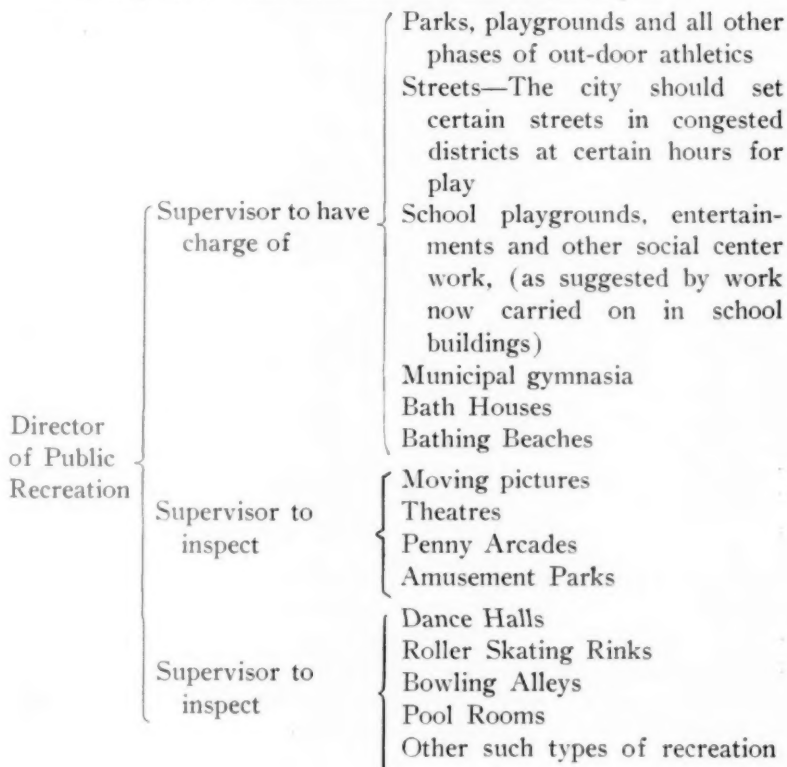 Director
of Public
Recreation
Supervisor to have
charge of
Parks, playgrounds and all other
phases of out-door athletics
Streets—The city should set
certain streets in congested
districts at certain hours for
play
School playgrounds, entertain-
ments and other social center
work, (as suggested by work
now carried on in school
buildings)
Municipal gymnasia
Bath Houses
Bathing Beaches
Supervisor to
inspect
Moving pictures
Theatres
Penny Arcades
Amusement Parks
Supervisor to
inspect
Dance Halls
Roller Skating Rinks
Bowling Alleys
Pool Rooms
Other such types of recreation